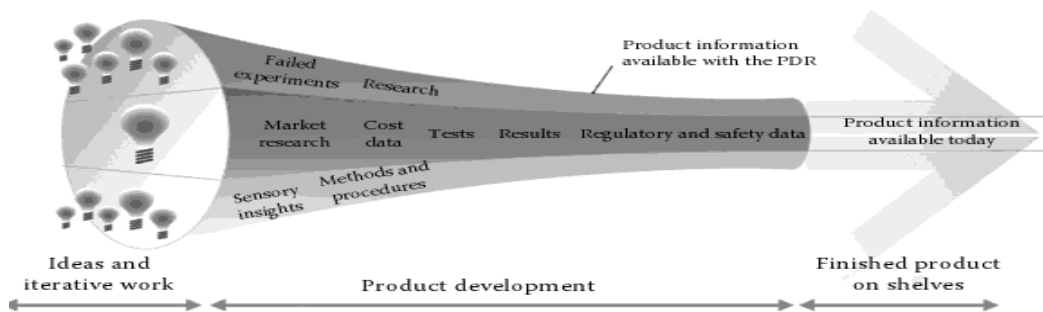 Product information
available with the PDR
Failed
experiments
Research
Market
research
Cost
data
Tests
Results
Regulatory and safety data
Product information
available today
Sensory
insights
Methods and
procedures
Ideas and
iterative work
Product development
Finished product
on shelves